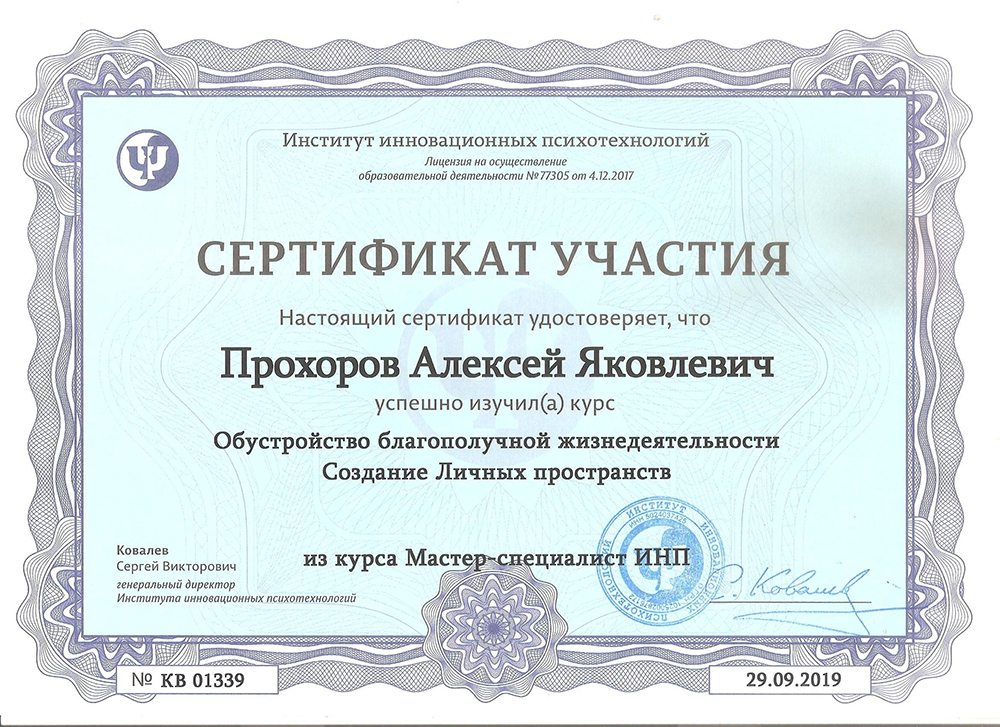 Институт инновационных психотехнологий
Лицензия на осуществление
образовательной деятельности №77305 от 4.12.2017
СЕРТИФИКАТ УЧАСТИЯ
Настоящий сертификат удостоверяет, что
Прохоров Алексей Яковлевич
успешно изучил(а) курс
Обустройство благополучной жизнедеятельности
Создание Личных пространств
из курса Мастер-специалист ИНП
Ковалев
Сергей Викторович
генеральный директор
Института инновационных психотехнологий
ИНСТИТУТ ИННОВАЦИОННЫХ ПСИХОТЕХНОЛОГИЙ
С. Ковалев
№ КВ 01339
29.09.2019